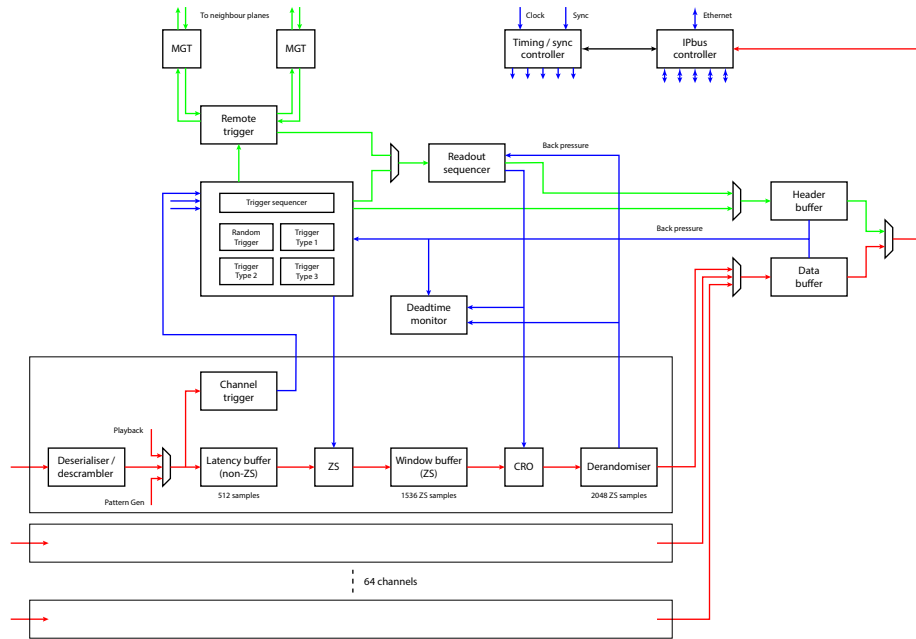 To neighbour planes
Clock
Sync
Ethernet
MGT
MGT
Timing / sync
controller
IPbus
controller
Remote
trigger
Readout
sequencer
Back pressure
Trigger sequencer
Random
Trigger
Trigger
Type 1
Trigger
Type 2
Trigger
Type 3
Header
buffer
Back pressure
Data
buffer
Deadtime
monitor
Channel
trigger
Playback
Deserialiser /
descrambler
Latency buffer
(non-ZS)
ZS
Window buffer
(ZS)
CRO
Derandomiser
Pattern Gen
512 samples
1536 ZS samples
2048 ZS samples
64 channels